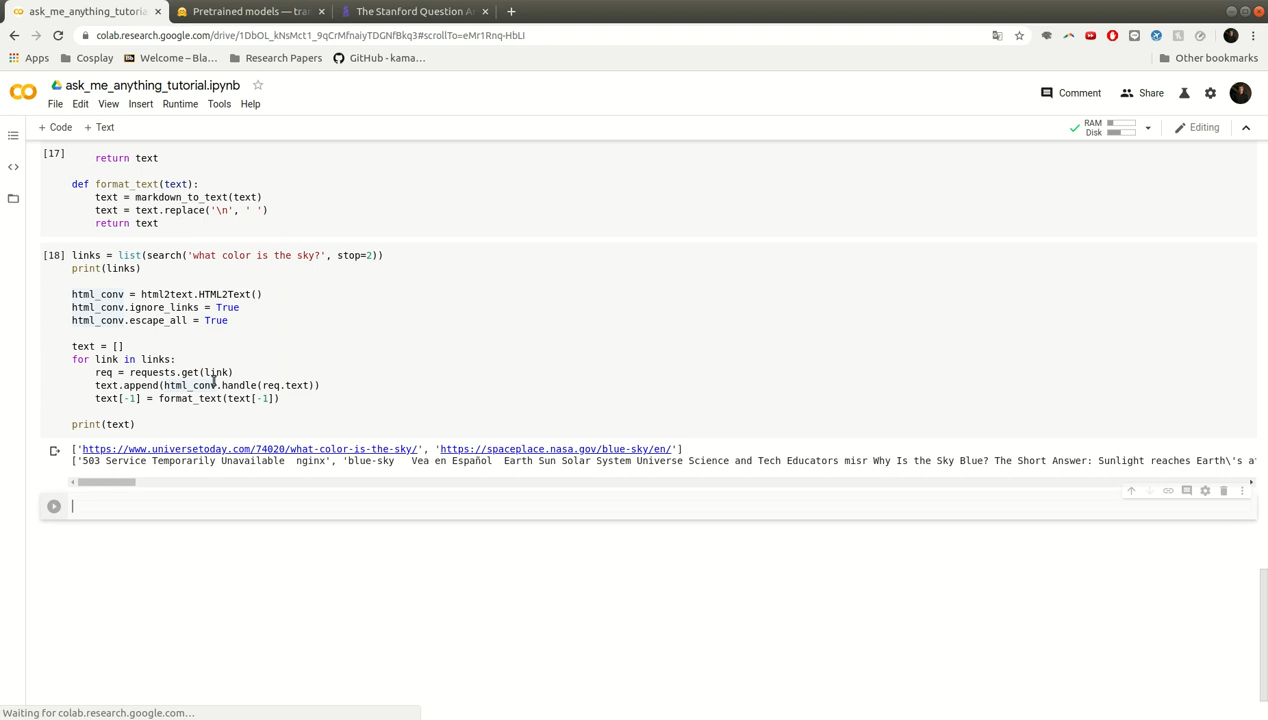 ask_me_anything_tutoria
Pretrained models — tra
The Stanford Question A
colab.research.google.com/drive/1DbOL_kNsMct1_9qCrMfnaiyTDGNfBkq3#scrollTo=eMr1Rnq-HbLI
Apps
Cosplay
Welcome – Bla...
Research Papers
GitHub - kama...
Other bookmarks
CO
ask_me_anything_tutorial.ipynb
Comment
Share
File Edit View Insert Runtime Tools Help
+ Code + Text
RAM
Disk
Editing
[17]
return text
def format_text(text):
text = markdown_to_text(text)
text = text.replace('\n', ' ')
return text
[18] links = list(search('what color is the sky?', stop=2))
print(links)
html_conv = html2text.HTML2Text()
html_conv.ignore_links = True
html_conv.escape_all = True
text = []
for link in links:
req = requests.get(link)
text.append(html_conv.handle(req.text))
text[-1] = format_text(text[-1])
print(text)
['https://www.universetoday.com/74020/what-color-is-the-sky/', 'https://spaceplace.nasa.gov/blue-sky/en/']
['503 Service Temporarily Unavailable  nginx', 'blue-sky   Vea en Español  Earth Sun Solar System Universe Science and Tech Educators misr Why Is the Sky Blue? The Short Answer: Sunlight reaches Earth\'s a
Waiting for colab.research.google.com...